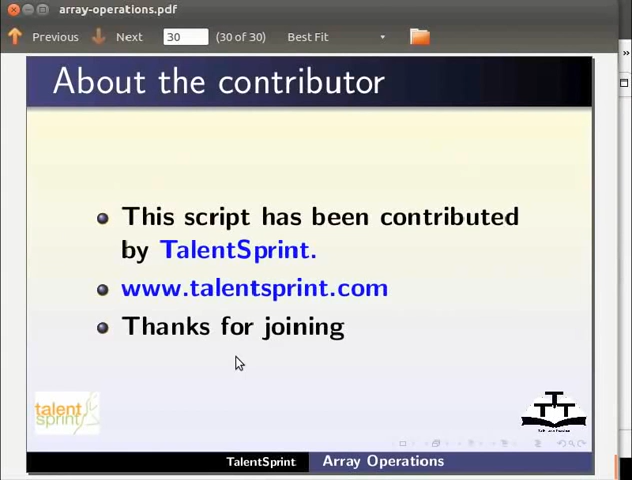 array-operations.pdf
Previous Next 30 (30 of 30) Best Fit
»
About the contributor
This script has been contributed
by TalentSprint.
www.talentsprint.com
Thanks for joining
talent
sprint
TalentSprint Array Operations